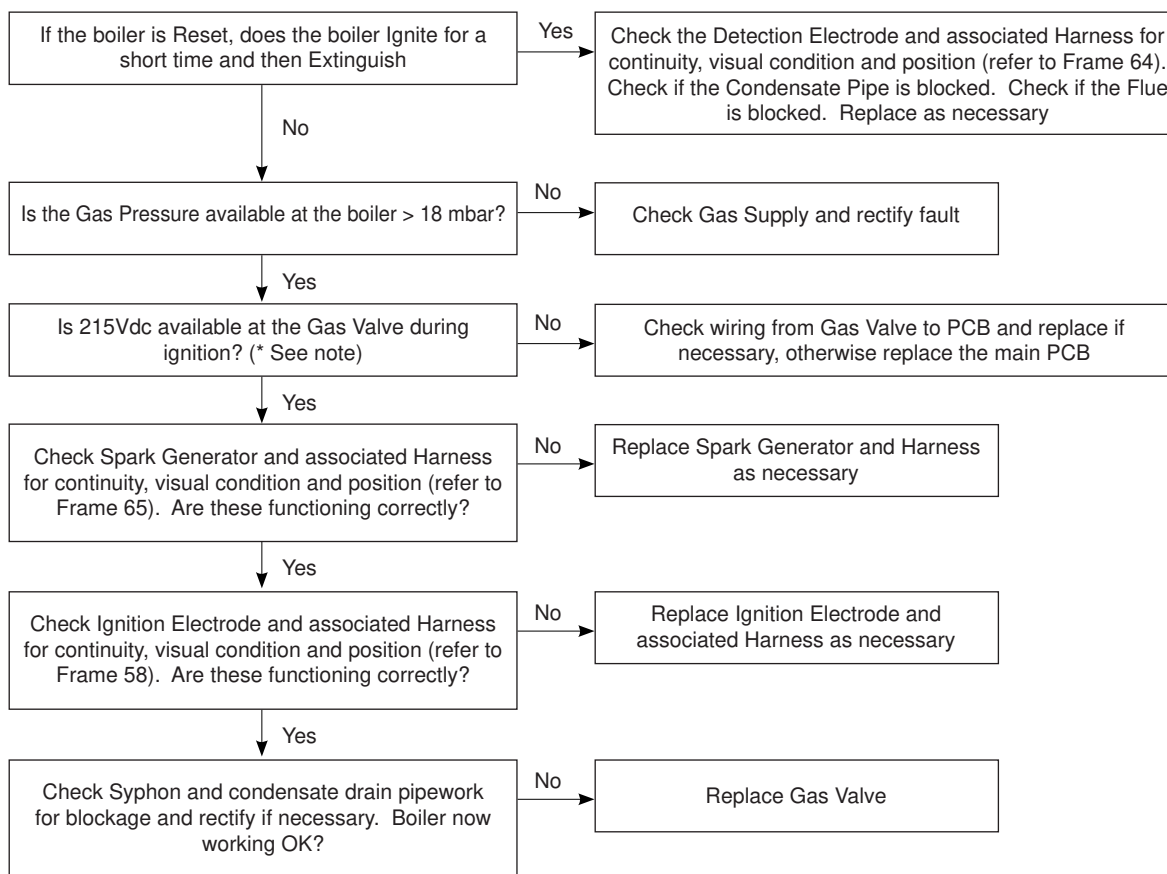 If the boiler is Reset, does the boiler Ignite for a
short time and then Extinguish
Yes
Check the Detection Electrode and associated Harness for
continuity, visual condition and position (refer to Frame 64).
Check if the Condensate Pipe is blocked. Check if the Flue
is blocked. Replace as necessary
No
Is the Gas Pressure available at the boiler > 18 mbar?
No
Check Gas Supply and rectify fault
Yes
Is 215Vdc available at the Gas Valve during
ignition? (* See note)
No
Check wiring from Gas Valve to PCB and replace if
necessary, otherwise replace the main PCB
Yes
Check Spark Generator and associated Harness
for continuity, visual condition and position (refer to
Frame 65). Are these functioning correctly?
No
Replace Spark Generator and Harness
as necessary
Yes
Check Ignition Electrode and associated Harness
for continuity, visual condition and position (refer to
Frame 58). Are these functioning correctly?
No
Replace Ignition Electrode and
associated Harness as necessary
Yes
Check Syphon and condensate drain pipework
for blockage and rectify if necessary. Boiler now
working OK?
No
Replace Gas Valve